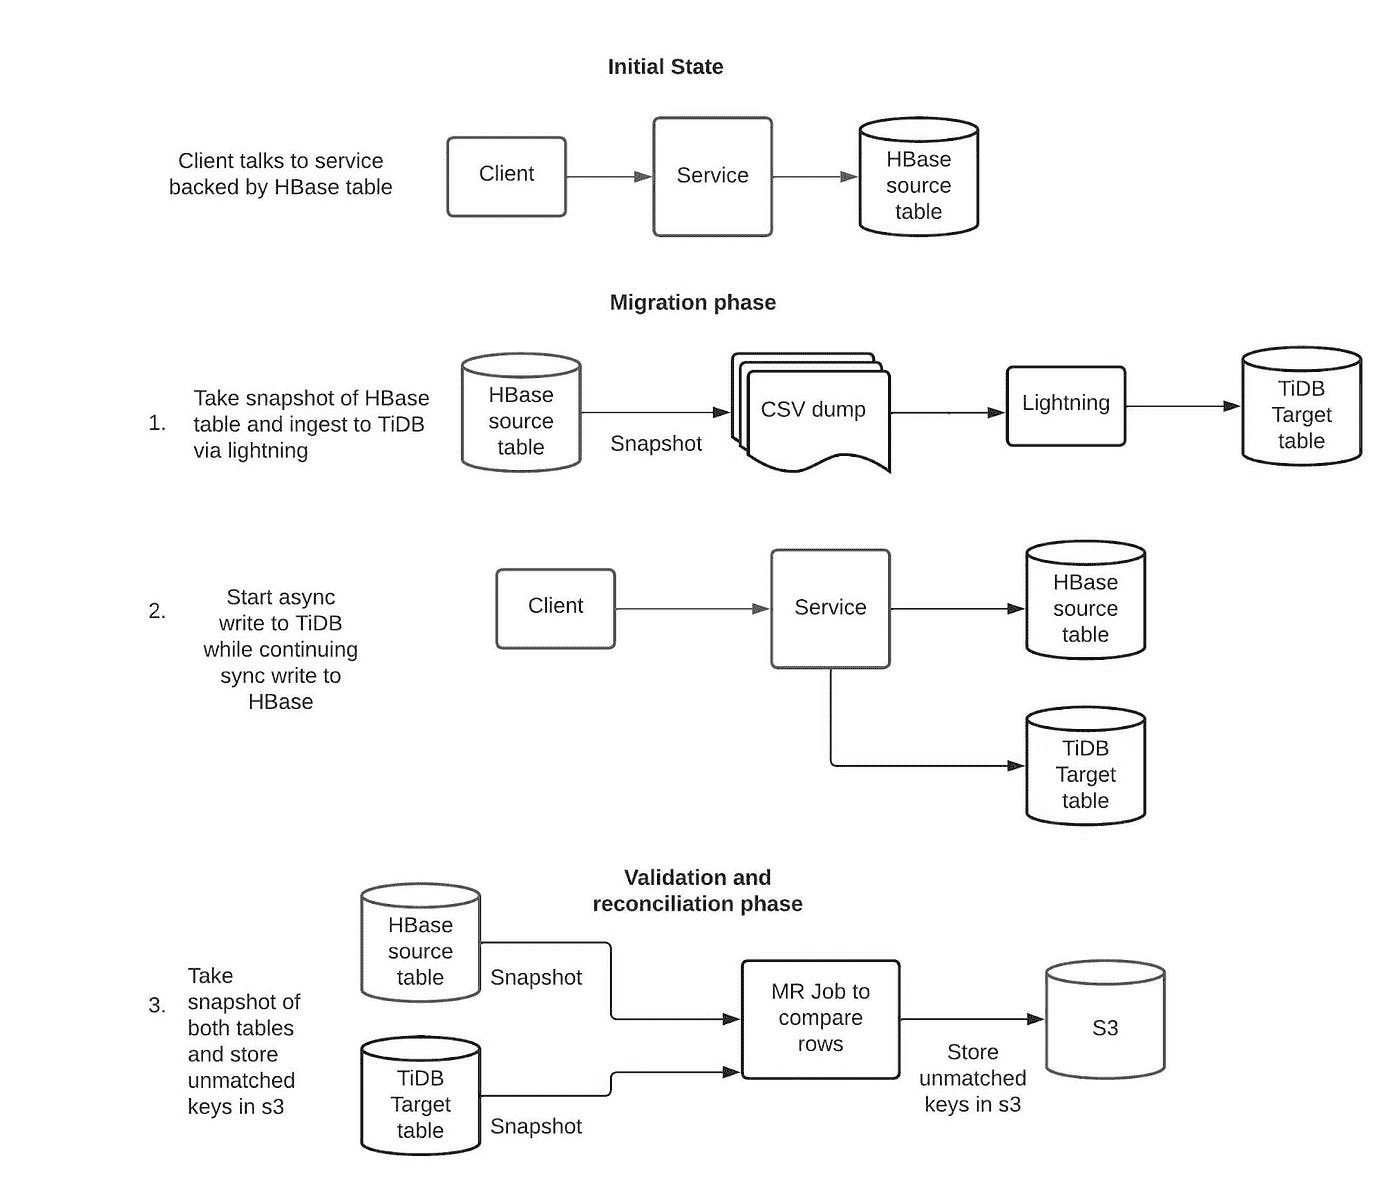 Initial State
Client talks to service
backed by HBase table
Client
Service
HBase
source
table
Migration phase
1.
Take snapshot of HBase
table and ingest to TiDB
via lightning
HBase
source
table
Snapshot
CSV dump
Lightning
TiDB
Target
table
2.
Start async
write to TiDB
while continuing
sync write to
HBase
Client
Service
HBase
source
table
TiDB
Target
table
Validation and
reconciliation phase
3.
Take
snapshot of
both tables
and store
unmatched
keys in s3
HBase
source
table
Snapshot
TiDB
Target
table
Snapshot
MR Job to
compare
rows
Store
unmatched
keys in s3
S3